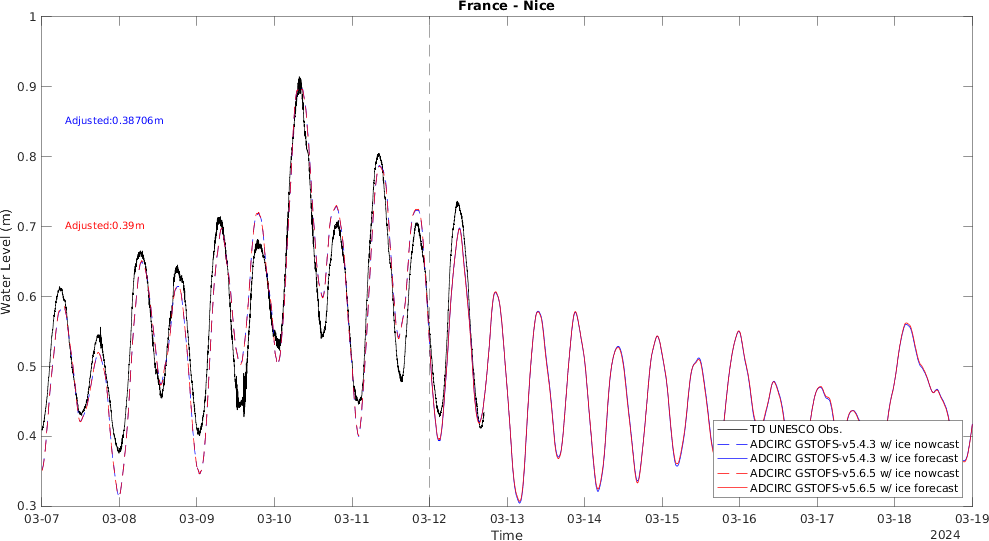 France - Nice
1
0.9
0.8
0.7
0.6
0.5
0.4
0.3
Water Level (m)
Adjusted:0.38706m
Adjusted:0.39m
TD UNESCO Obs.
ADCIRC GSTOFS-v5.4.3 w/ ice nowcast
ADCIRC GSTOFS-v5.4.3 w/ ice forecast
ADCIRC GSTOFS-v5.6.5 w/ ice nowcast
ADCIRC GSTOFS-v5.6.5 w/ ice forecast
03-07 03-08 03-09 03-10 03-11 03-12 03-13 03-14 03-15 03-16 03-17 03-18 03-19
Time
2024